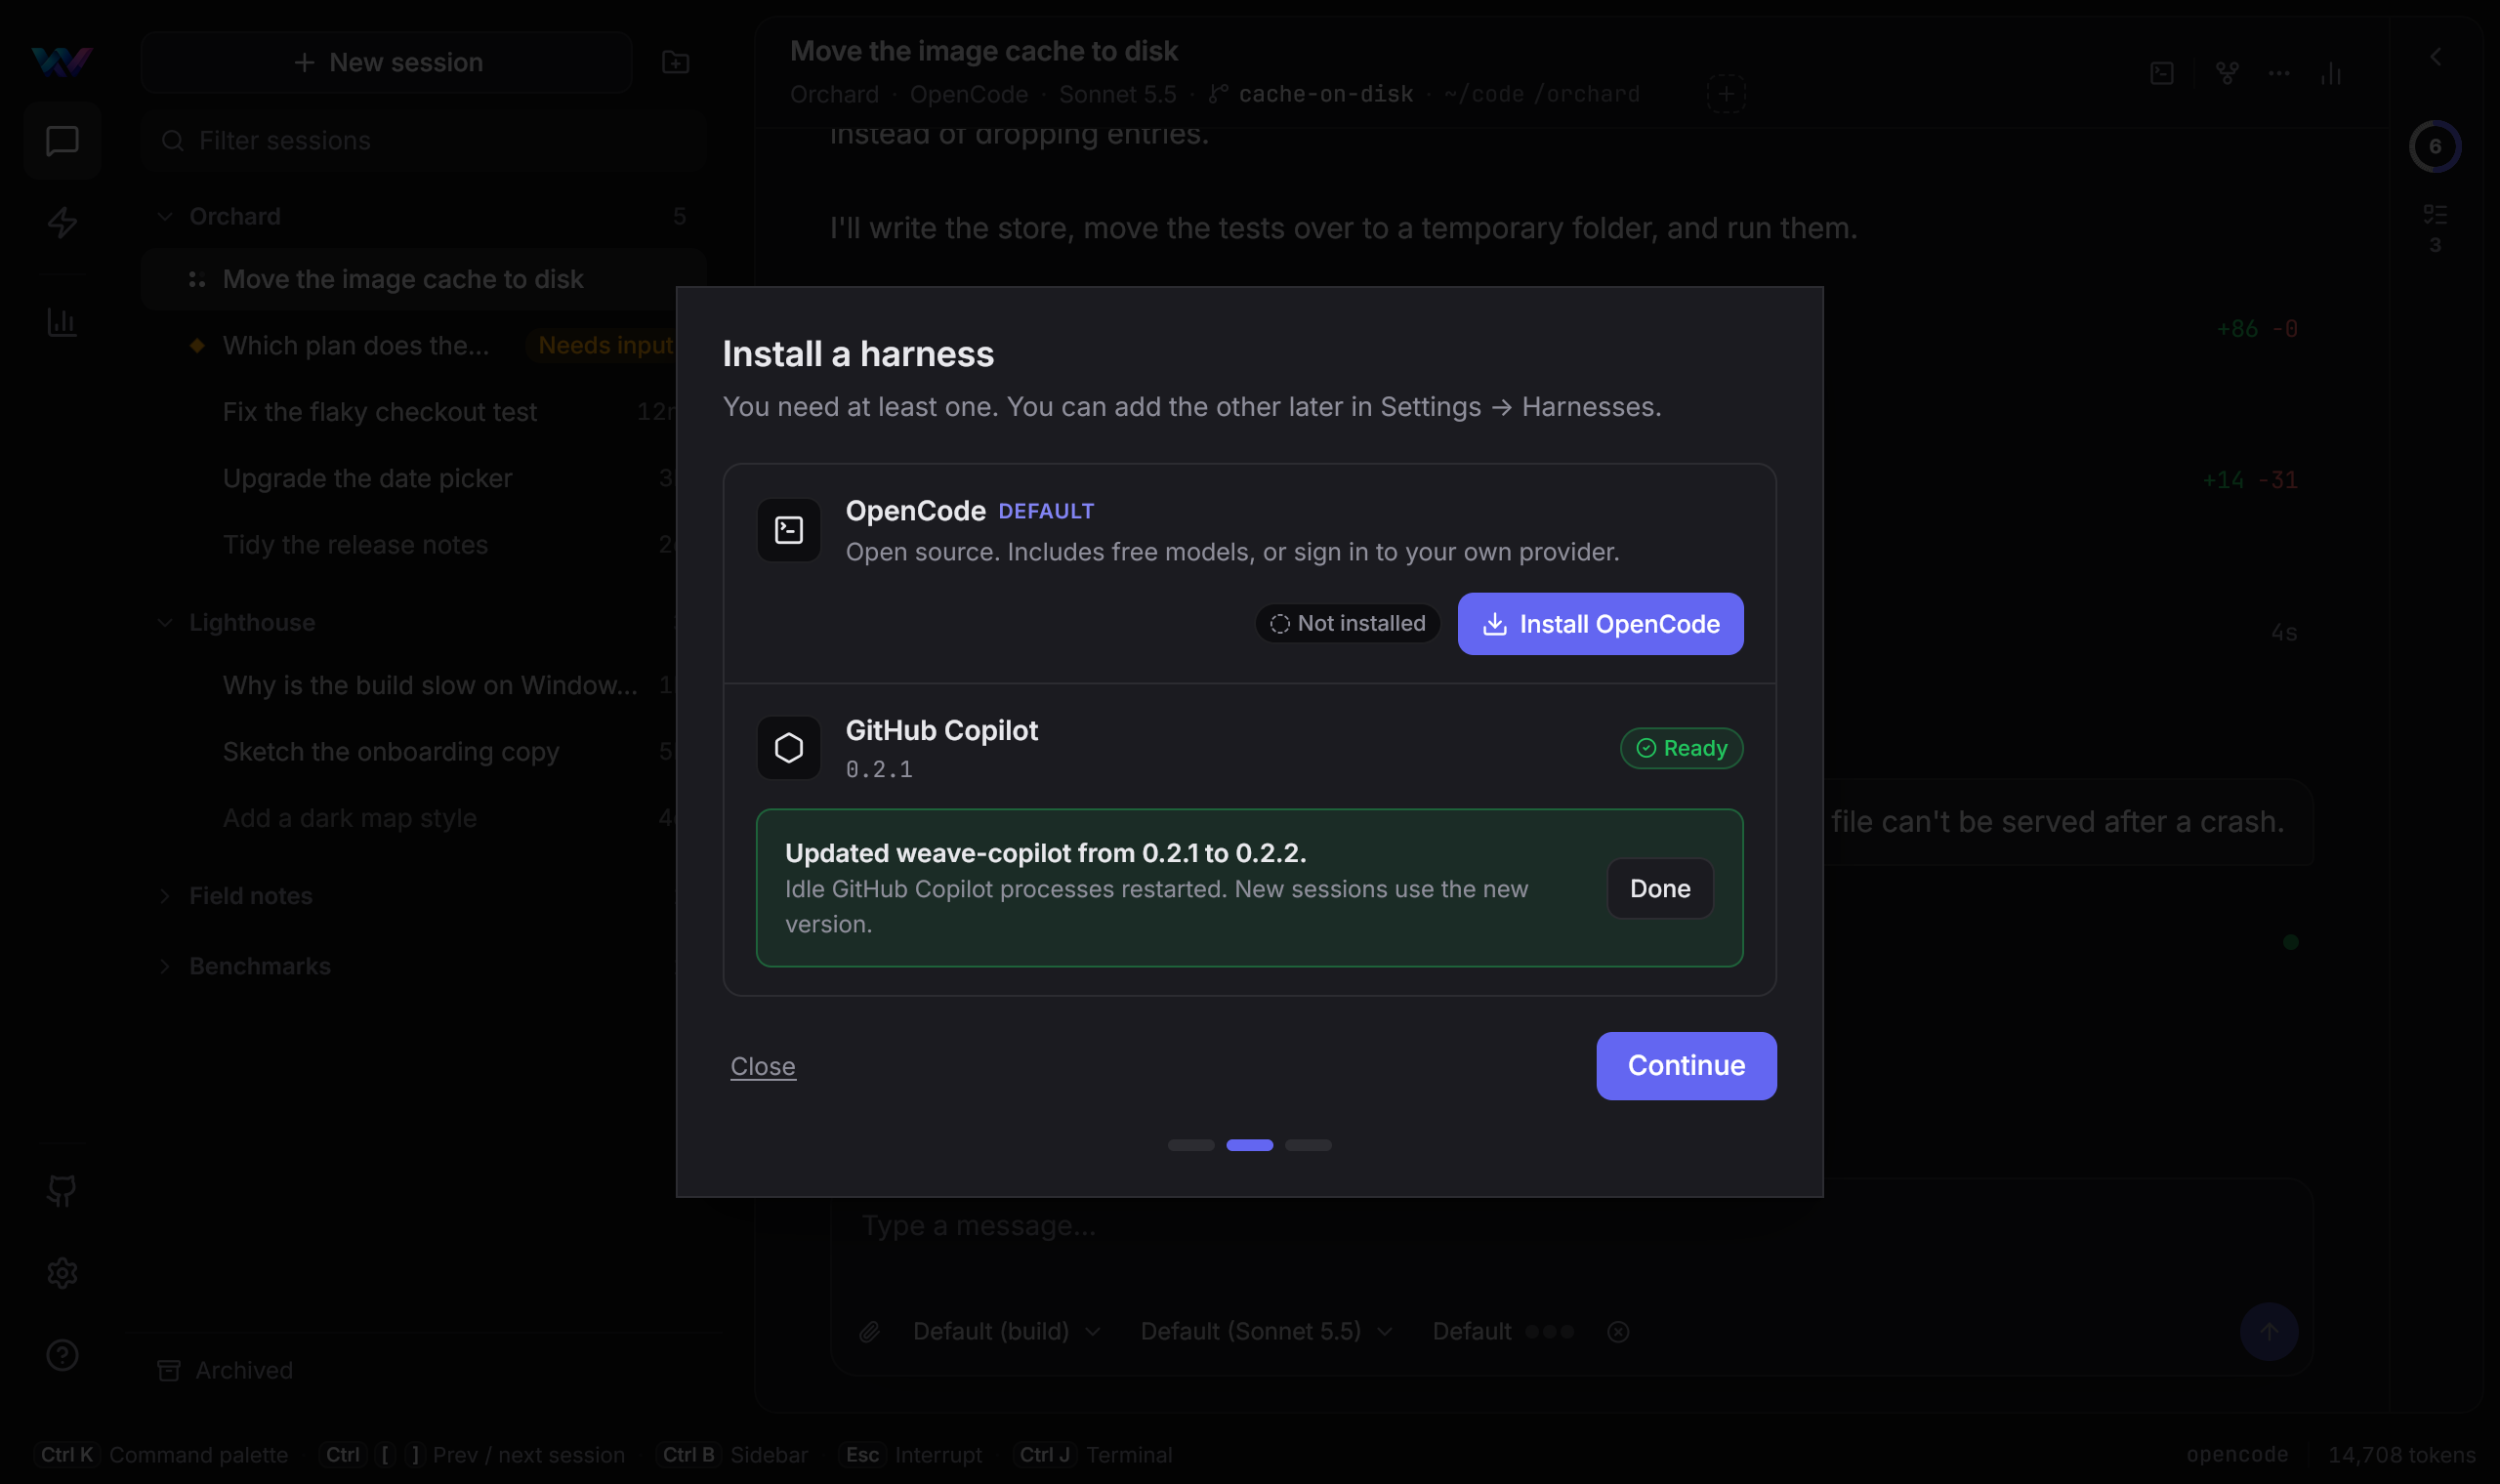 New session
Filter sessions
Orchard 5
Move the image cache to disk
Which plan does the... Needs input
Fix the flaky checkout test
Upgrade the date picker
Tidy the release notes
Lighthouse
Why is the build slow on Window...
Sketch the onboarding copy
Add a dark map style
Field notes
Benchmarks
Archived
Move the image cache to disk
Orchard · OpenCode · Sonnet 5.5 · cache-on-disk · ~/code/orchard
instead of dropping entries.
I'll write the store, move the tests over to a temporary folder, and run them.
+86 -0
+14 -31
4s
file can't be served after a crash.
6
3
Install a harness
You need at least one. You can add the other later in Settings → Harnesses.
OpenCode DEFAULT
Open source. Includes free models, or sign in to your own provider.
Not installed
Install OpenCode
GitHub Copilot
0.2.1
Ready
Updated weave-copilot from 0.2.1 to 0.2.2.
Idle GitHub Copilot processes restarted. New sessions use the new
version.
Done
Close
Continue
Type a message...
Default (build) Default (Sonnet 5.5) Default
Ctrl K Command palette Ctrl [ ] Prev / next session Ctrl B Sidebar Esc Interrupt Ctrl J Terminal
opencode 14,708 tokens